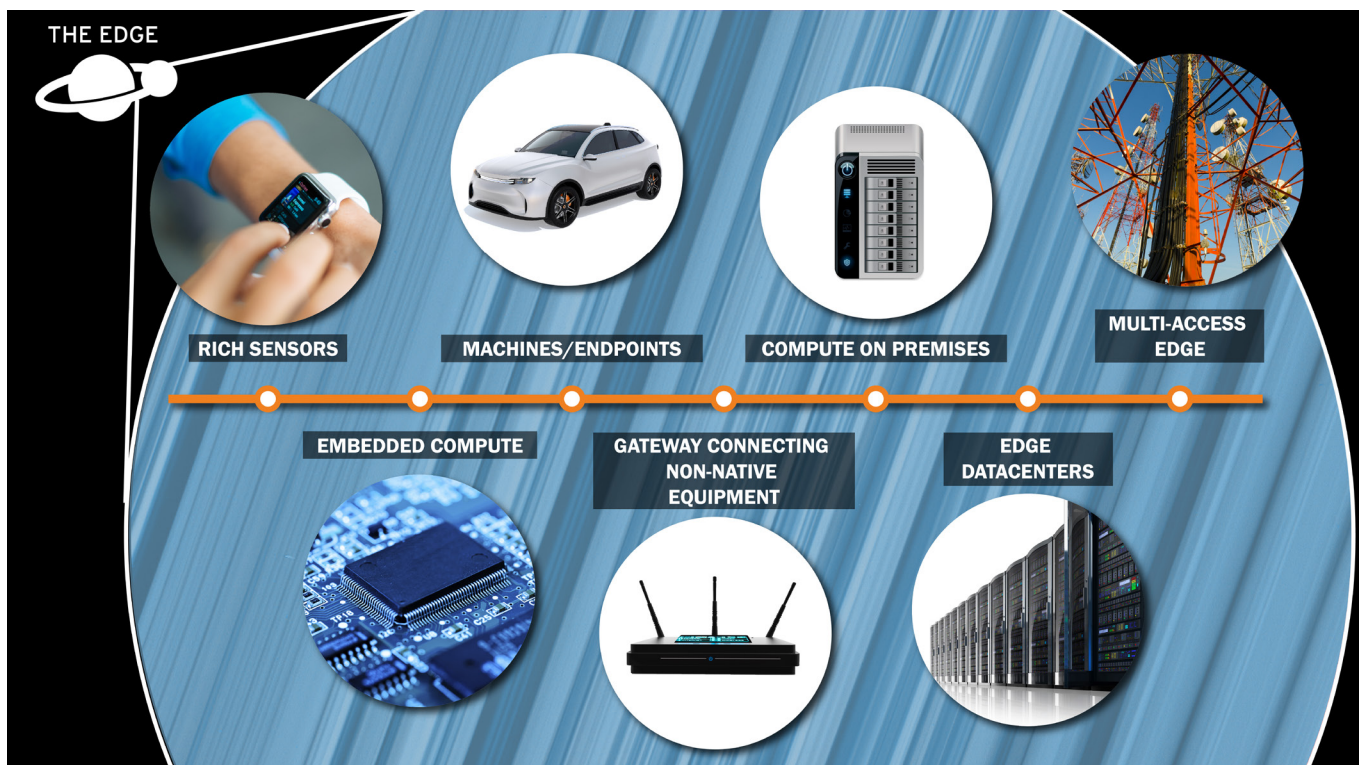 THE EDGE
RICH SENSORS
MACHINES/ENDPOINTS
COMPUTE ON PREMISES
MULTI-ACCESS
EDGE
EMBEDDED COMPUTE
GATEWAY CONNECTING
NON-NATIVE
EQUIPMENT
EDGE
DATACENTERS